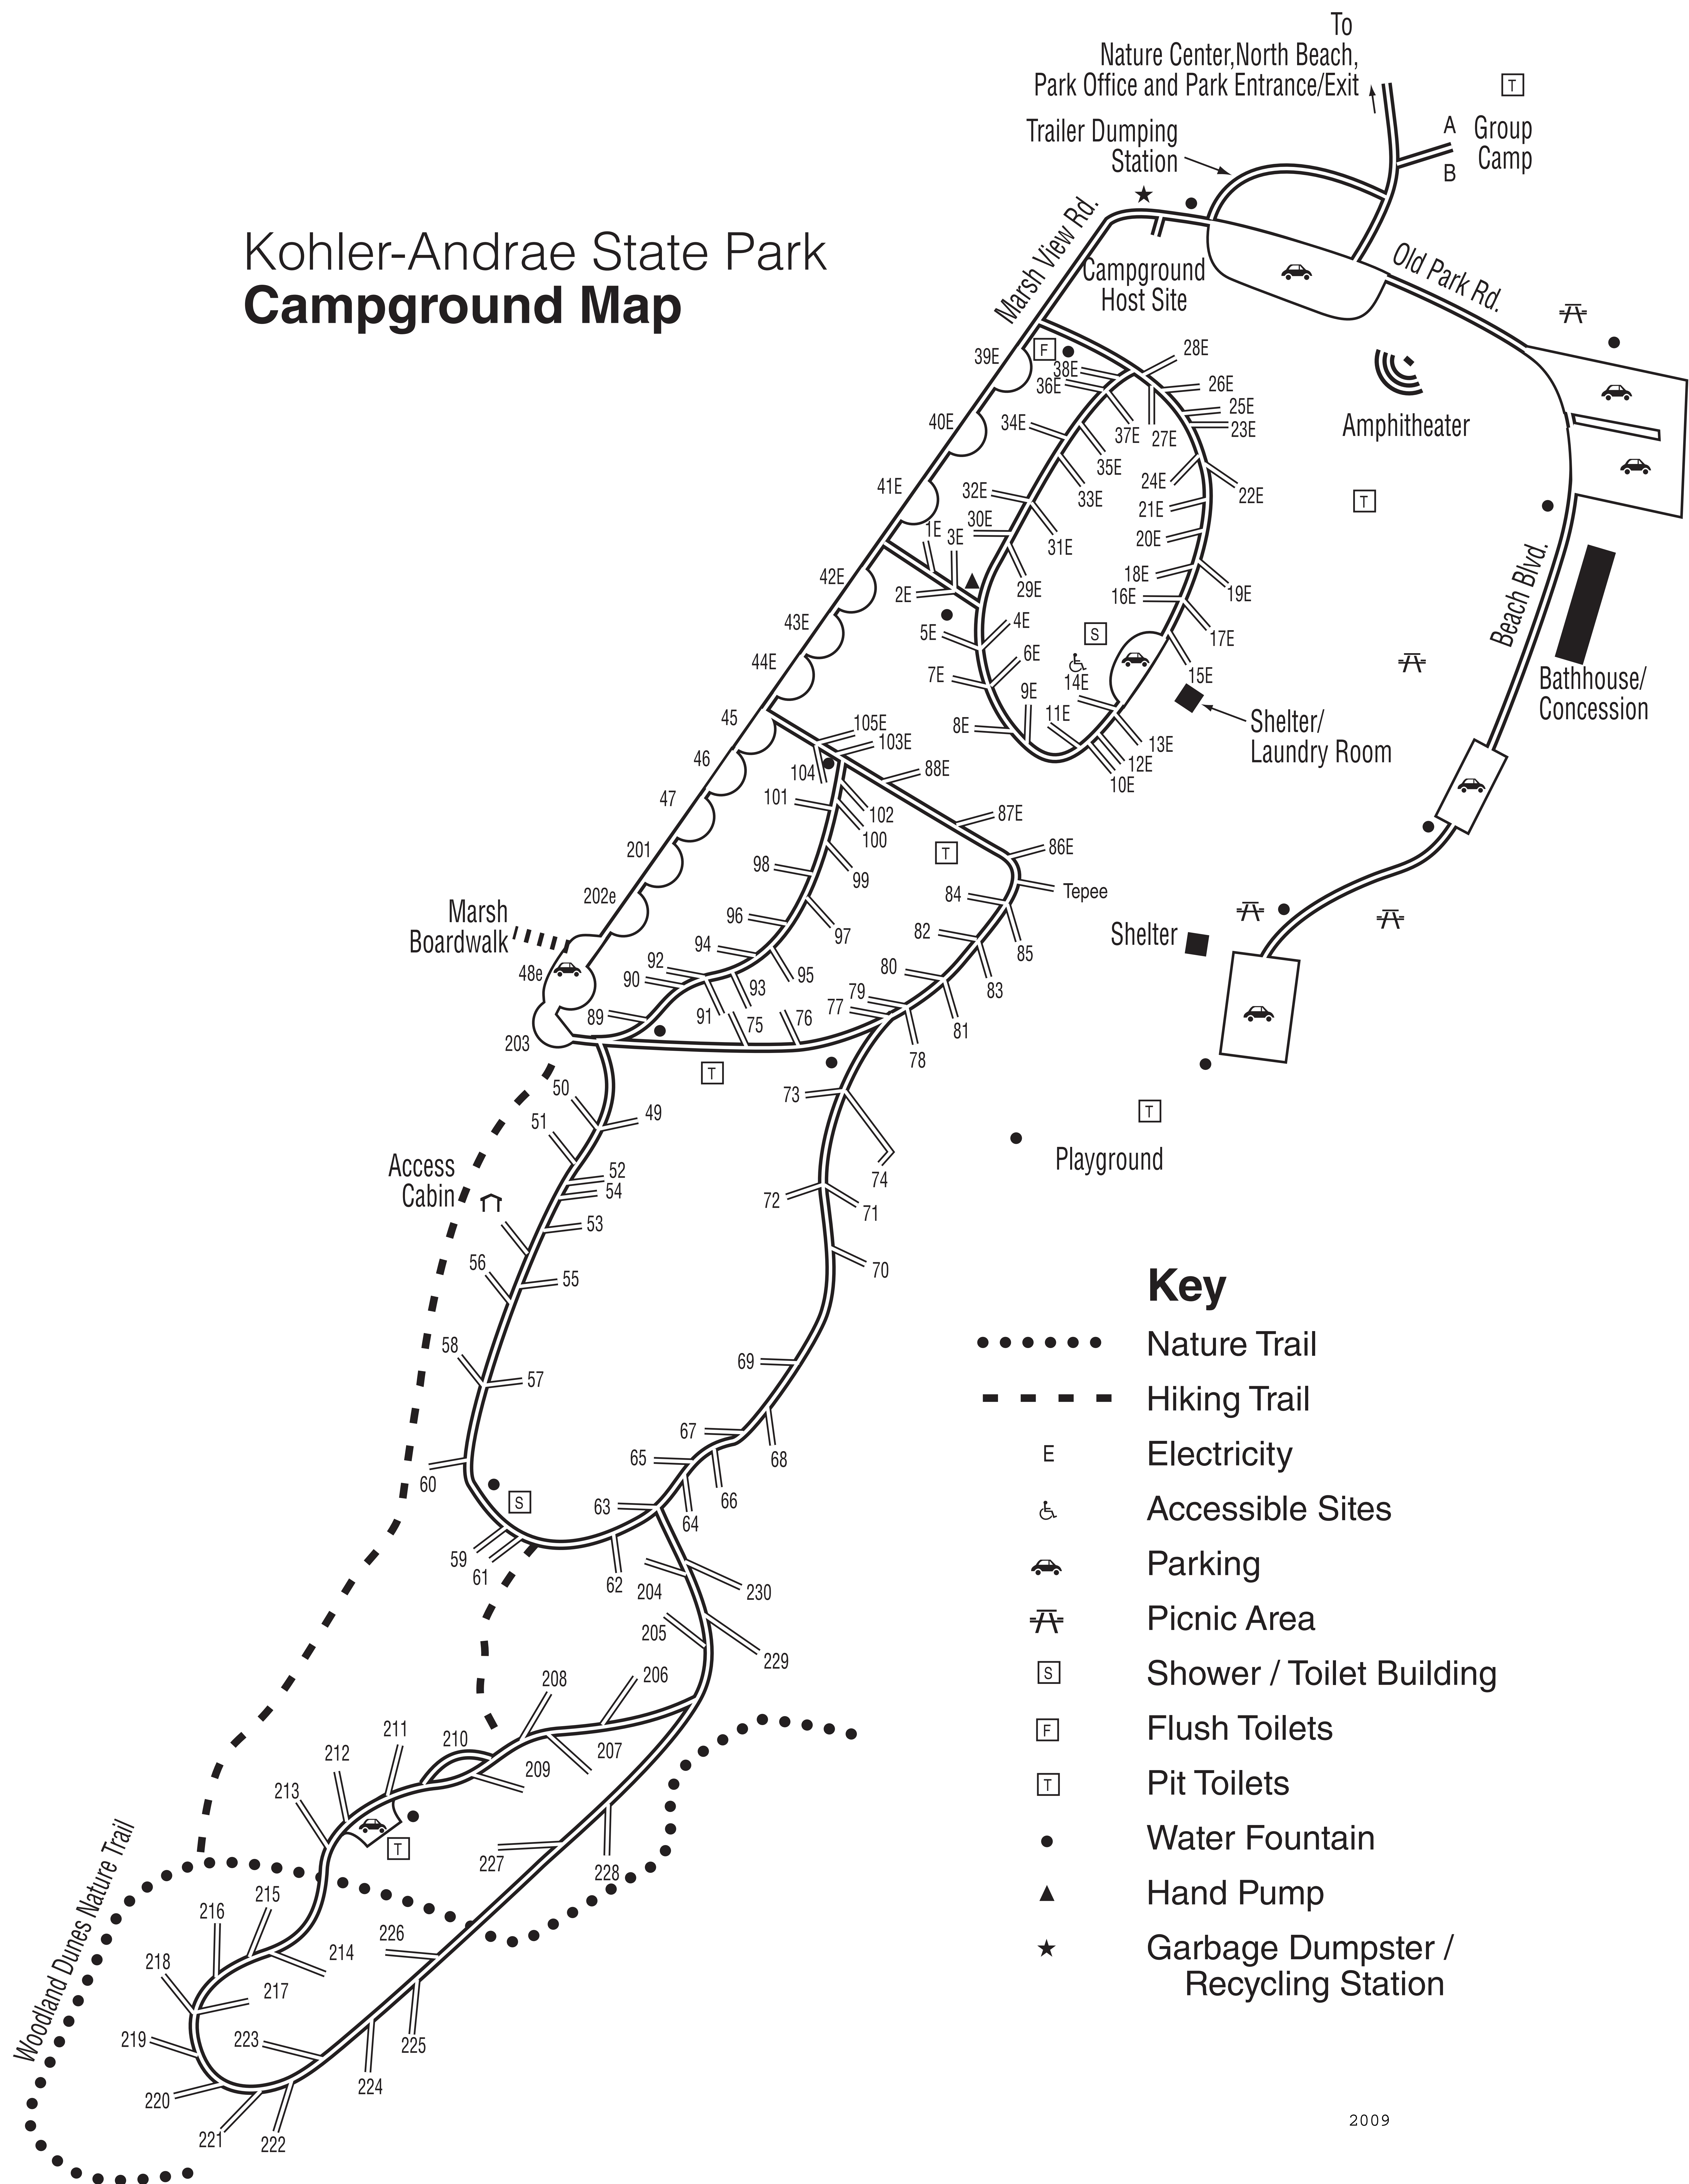 To
Nature Center,North Beach,
Park Office and Park Entrance/Exit
T
A
Group
Camp
B
Trailer Dumping
Station
Marsh View Rd.
Kohler-Andrae State Park
Campground Map
Campground
Host Site
Old Park Rd.
39E
F
38E
36E
28E
26E
25E
23E
40E
34E
37E
27E
Amphitheater
35E
24E
22E
41E
32E
33E
21E
T
1E
3E
30E
31E
20E
42E
2E
29E
18E
16E
19E
Beach Blvd.
43E
5E
4E
S
17E
44E
7E
6E
14E
15E
Bathhouse/
Concession
45
8E
9E
11E
13E
12E
10E
Shelter/
Laundry Room
105E
103E
46
104
88E
47
101
102
100
87E
201
98
99
T
86E
202e
96
97
84
Tepee
Marsh
Boardwalk
94
82
85
Shelter
48e
92
90
93
95
80
83
89
91
75
76
79
77
81
203
78
T
50
49
73
51
T
Playground
Access
Cabin
52
54
74
53
72
71
56
55
70
58
57
69
60
67
68
65
S
63
66
64
59
61
62
204
230
205
229
208
206
211
210
207
212
209
213
T
227
228
Woodland Dunes Nature Trail
215
216
226
214
218
217
219
223
225
220
224
221
222
Key
Nature Trail
Hiking Trail
E
Electricity
Accessible Sites
Parking
Picnic Area
S
Shower / Toilet Building
F
Flush Toilets
T
Pit Toilets
Water Fountain
Hand Pump
Garbage Dumpster /
Recycling Station
2009